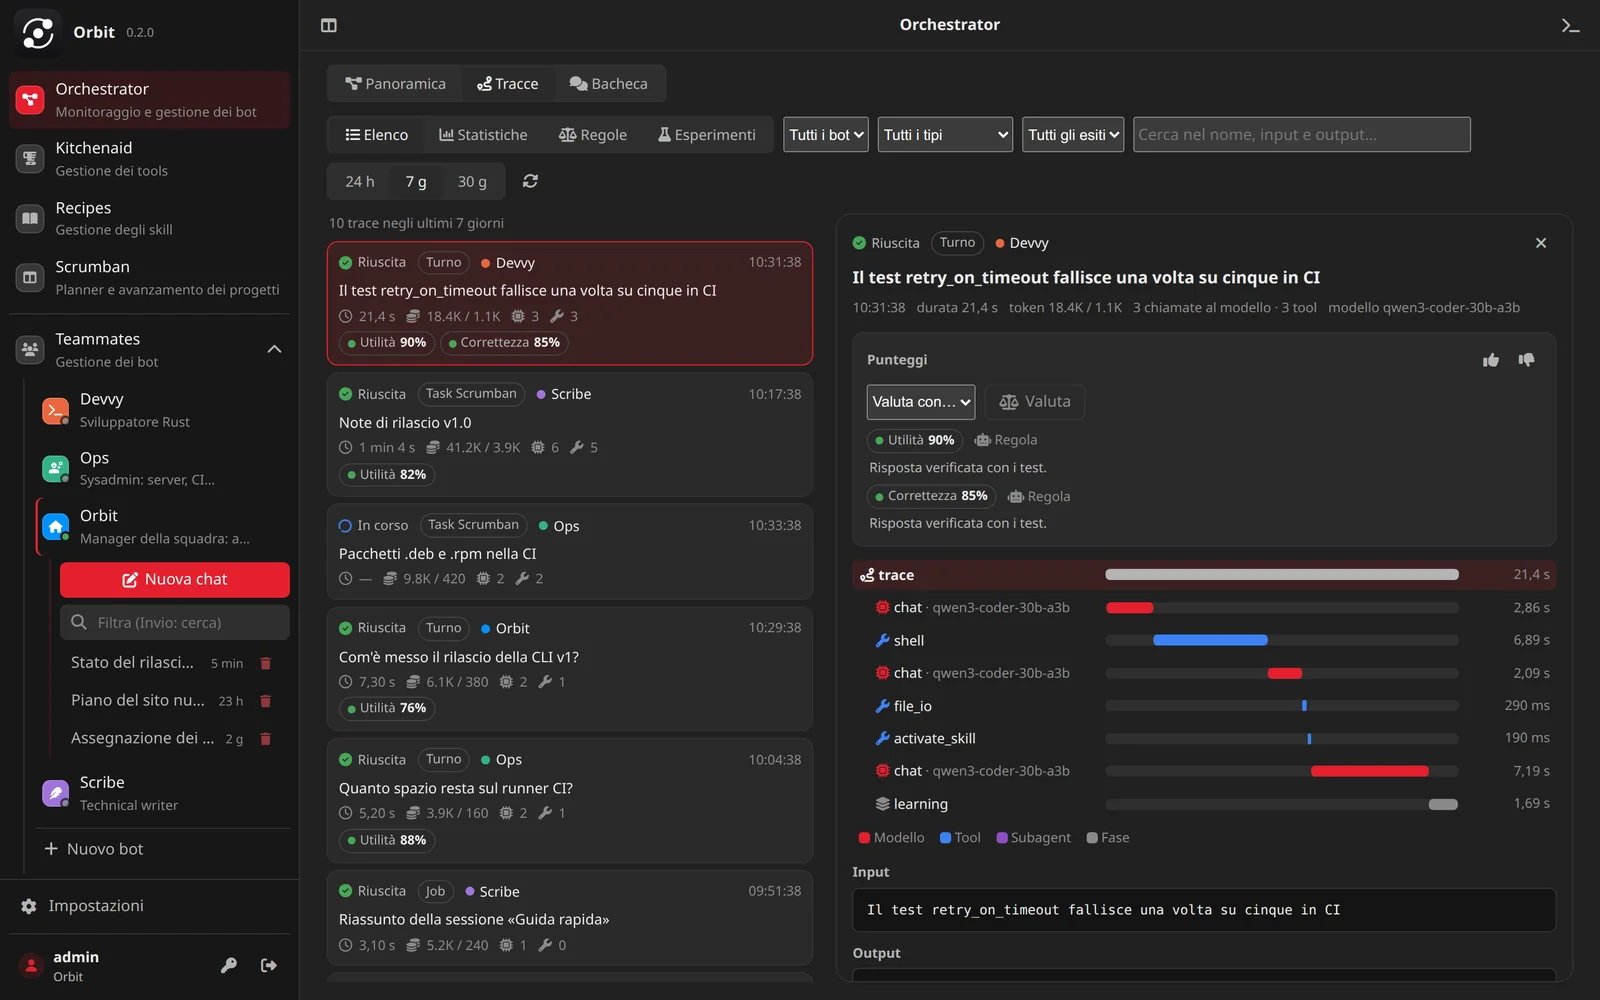 Orbit 0.2.0
Orchestrator
Monitoraggio e gestione dei bot
Kitchenaid
Gestione dei tools
Recipes
Gestione degli skill
Scrumban
Planner e avanzamento dei progetti
Teammates
Gestione dei bot
Devvy
Sviluppatore Rust
Ops
Sysadmin: server, CI...
Orbit
Manager della squadra: a...
Nuova chat
Filtra (Invio: cerca)
Stato del rilasci... 5 min
Piano del sito nu... 23 h
Assegnazione dei ... 2 g
Scribe
Technical writer
+ Nuovo bot
Impostazioni
admin
Orbit
Orchestrator
Panoramica Tracce Bacheca
Elenco Statistiche Regole Esperimenti Tutti i bot Tutti i tipi Tutti gli esiti Cerca nel nome, input e output...
24 h 7 g 30 g
10 trace negli ultimi 7 giorni
Riuscita Turno Devvy 10:31:38
Il test retry_on_timeout fallisce una volta su cinque in CI
21,4 s 18.4K / 1.1K 3 3
Utilità 90% Correttezza 85%
Riuscita Task Scrumban Scribe 10:17:38
Note di rilascio v1.0
1 min 4 s 41.2K / 3.9K 6 5
Utilità 82%
In corso Task Scrumban Ops 10:33:38
Pacchetti .deb e .rpm nella CI
— 9.8K / 420 2 2
Riuscita Turno Orbit 10:29:38
Com'è messo il rilascio della CLI v1?
7,30 s 6.1K / 380 2 1
Utilità 76%
Riuscita Turno Ops 10:04:38
Quanto spazio resta sul runner CI?
5,20 s 3.9K / 160 2 1
Utilità 88%
Riuscita Job Scribe 09:51:38
Riassunto della sessione «Guida rapida»
3,10 s 5.2K / 240 1 0
Riuscita Turno Devvy
Il test retry_on_timeout fallisce una volta su cinque in CI
10:31:38 durata 21,4 s token 18.4K / 1.1K 3 chiamate al modello · 3 tool modello qwen3-coder-30b-a3b
Punteggi
Valuta con... Valuta
Utilità 90% Regola
Risposta verificata con i test.
Correttezza 85% Regola
Risposta verificata con i test.
trace 21,4 s
chat · qwen3-coder-30b-a3b 2,86 s
shell 6,89 s
chat · qwen3-coder-30b-a3b 2,09 s
file_io 290 ms
activate_skill 190 ms
chat · qwen3-coder-30b-a3b 7,19 s
learning 1,69 s
Modello Tool Subagent Fase
Input
Il test retry_on_timeout fallisce una volta su cinque in CI
Output